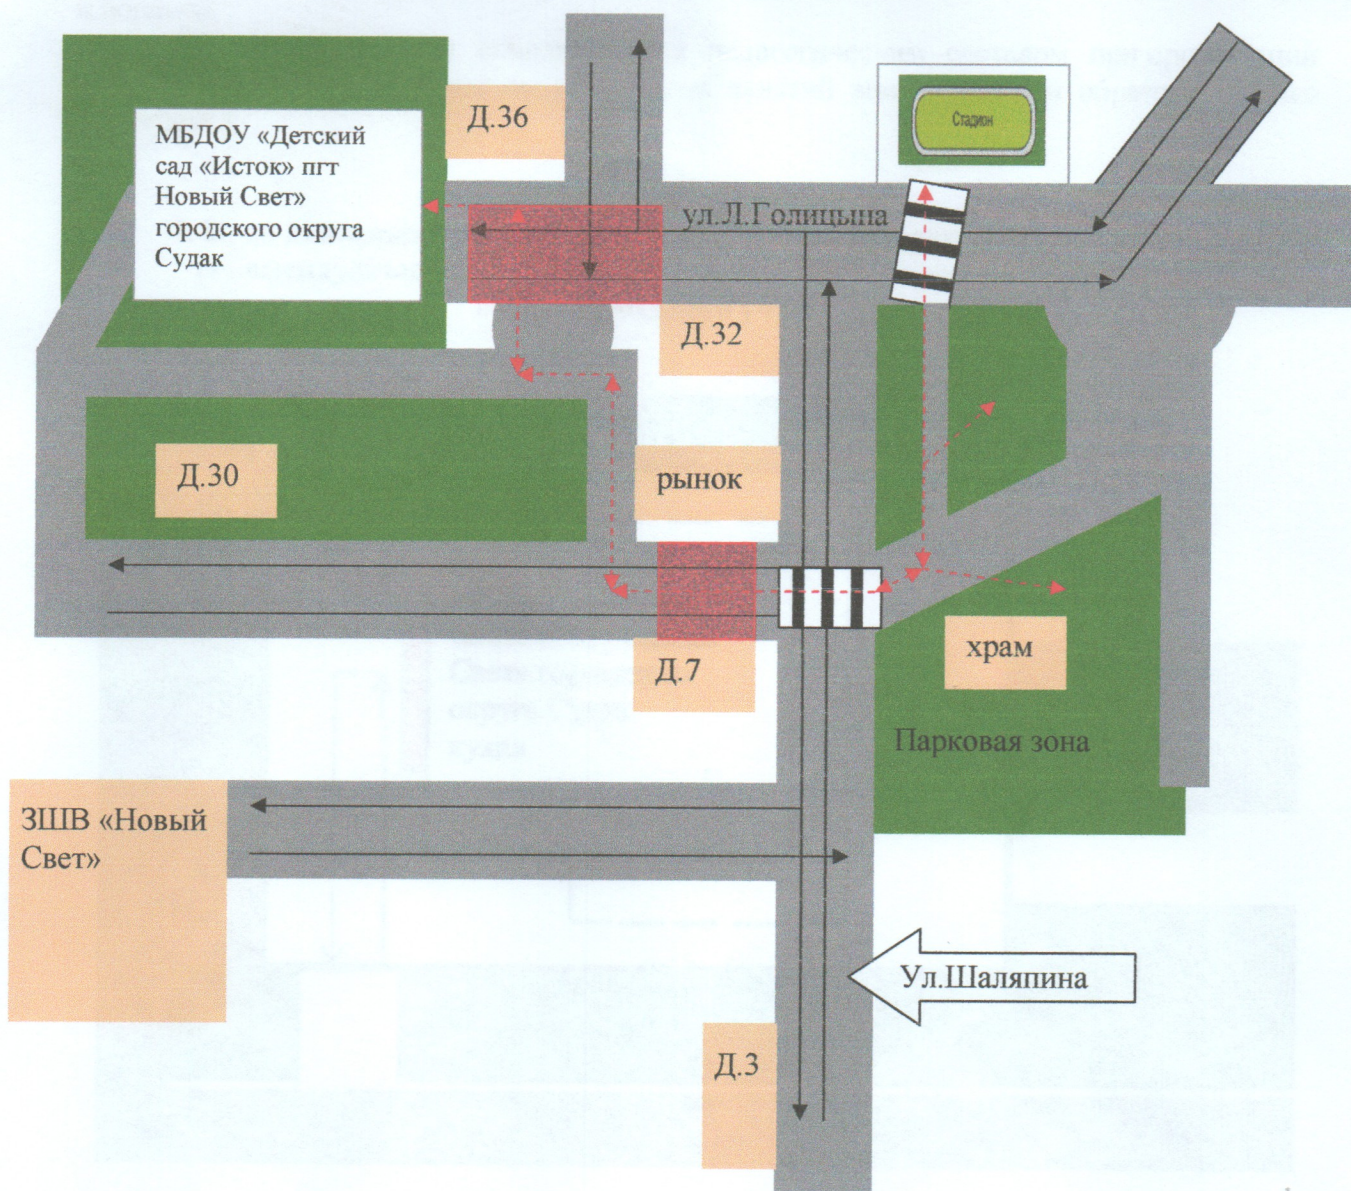 Д.36
МБДОУ «Детский
сад «Исток» пгт
Новый Свет»
городского округа
Судак
Стадион
ул.Л.Голицына
Д.32
Д.30
рынок
Д.7
храм
Парковая зона
ЗШВ «Новый
Свет»
Ул.Шаляпина
Д.3